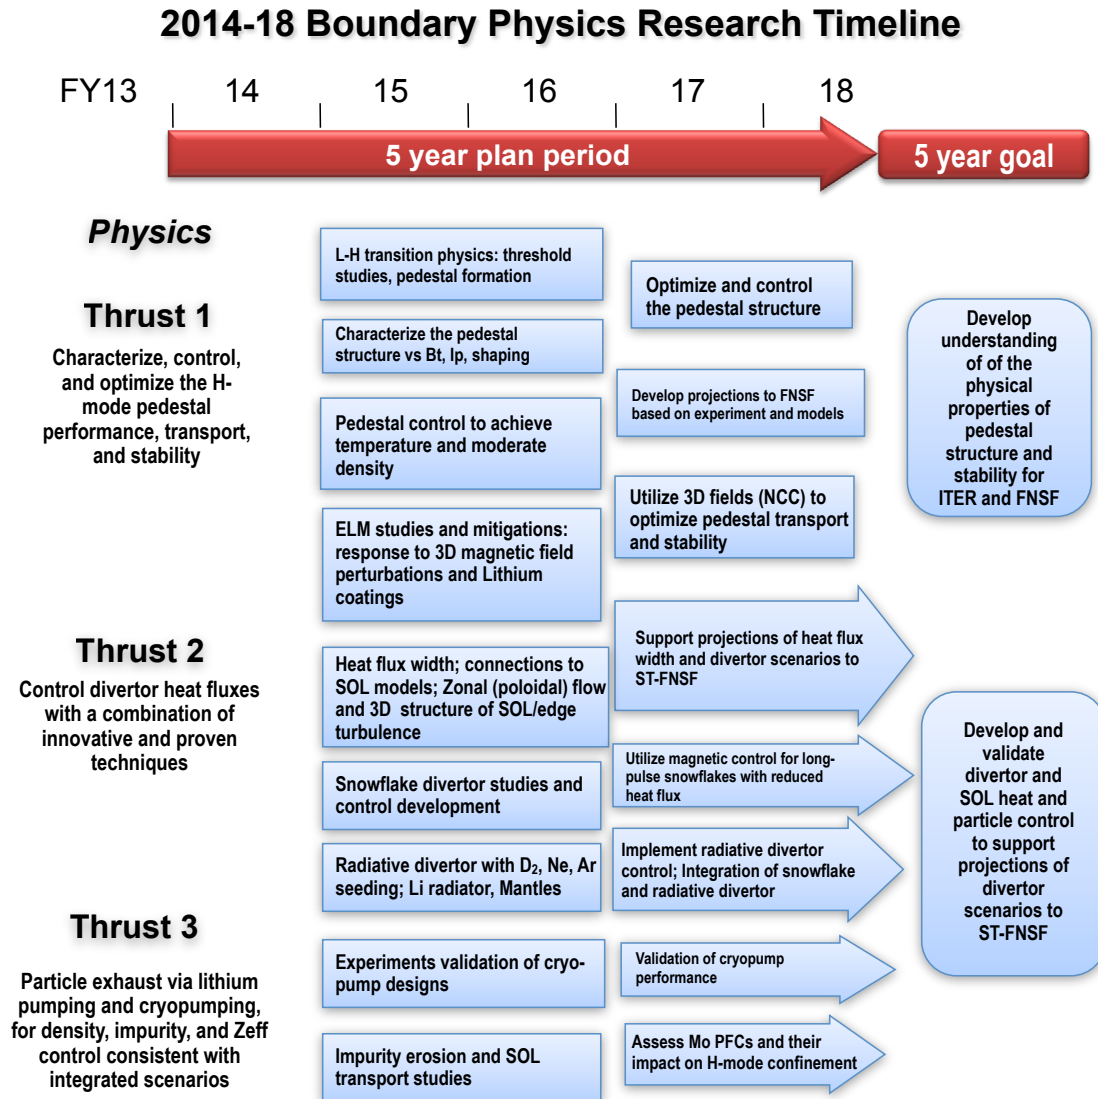 2014-18 Boundary Physics Research Timeline
FY13 14 15 16 17 18
5 year plan period
5 year goal
Physics
Thrust 1
Characterize, control,
and optimize the H-
mode pedestal
performance, transport,
and stability
L-H transition physics: threshold
studies, pedestal formation
Characterize the pedestal
structure vs Bt, Ip, shaping
Pedestal control to achieve
temperature and moderate
density
ELM studies and mitigations:
response to 3D magnetic field
perturbations and Lithium
coatings
Optimize and control
the pedestal structure
Develop projections to FNSF
based on experiment and models
Utilize 3D fields (NCC) to
optimize pedestal transport
and stability
Develop
understanding
of of the
physical
properties of
pedestal
structure and
stability for
ITER and FNSF
Thrust 2
Control divertor heat fluxes
with a combination of
innovative and proven
techniques
Heat flux width; connections to
SOL models; Zonal (poloidal) flow
and 3D structure of SOL/edge
turbulence
Snowflake divertor studies and
control development
Radiative divertor with D₂, Ne, Ar
seeding; Li radiator, Mantles
Support projections of heat flux
width and divertor scenarios to
ST-FNSF
Utilize magnetic control for long-
pulse snowflakes with reduced
heat flux
Implement radiative divertor
control; Integration of snowflake
and radiative divertor
Develop and
validate
divertor and
SOL heat and
particle control
to support
projections of
divertor
scenarios to
ST-FNSF
Thrust 3
Particle exhaust via lithium
pumping and cryopumping,
for density, impurity, and Zeff
control consistent with
integrated scenarios
Experiments validation of cryo-
pump designs
Impurity erosion and SOL
transport studies
Validation of cryopump
performance
Assess Mo PFCs and their
impact on H-mode confinement